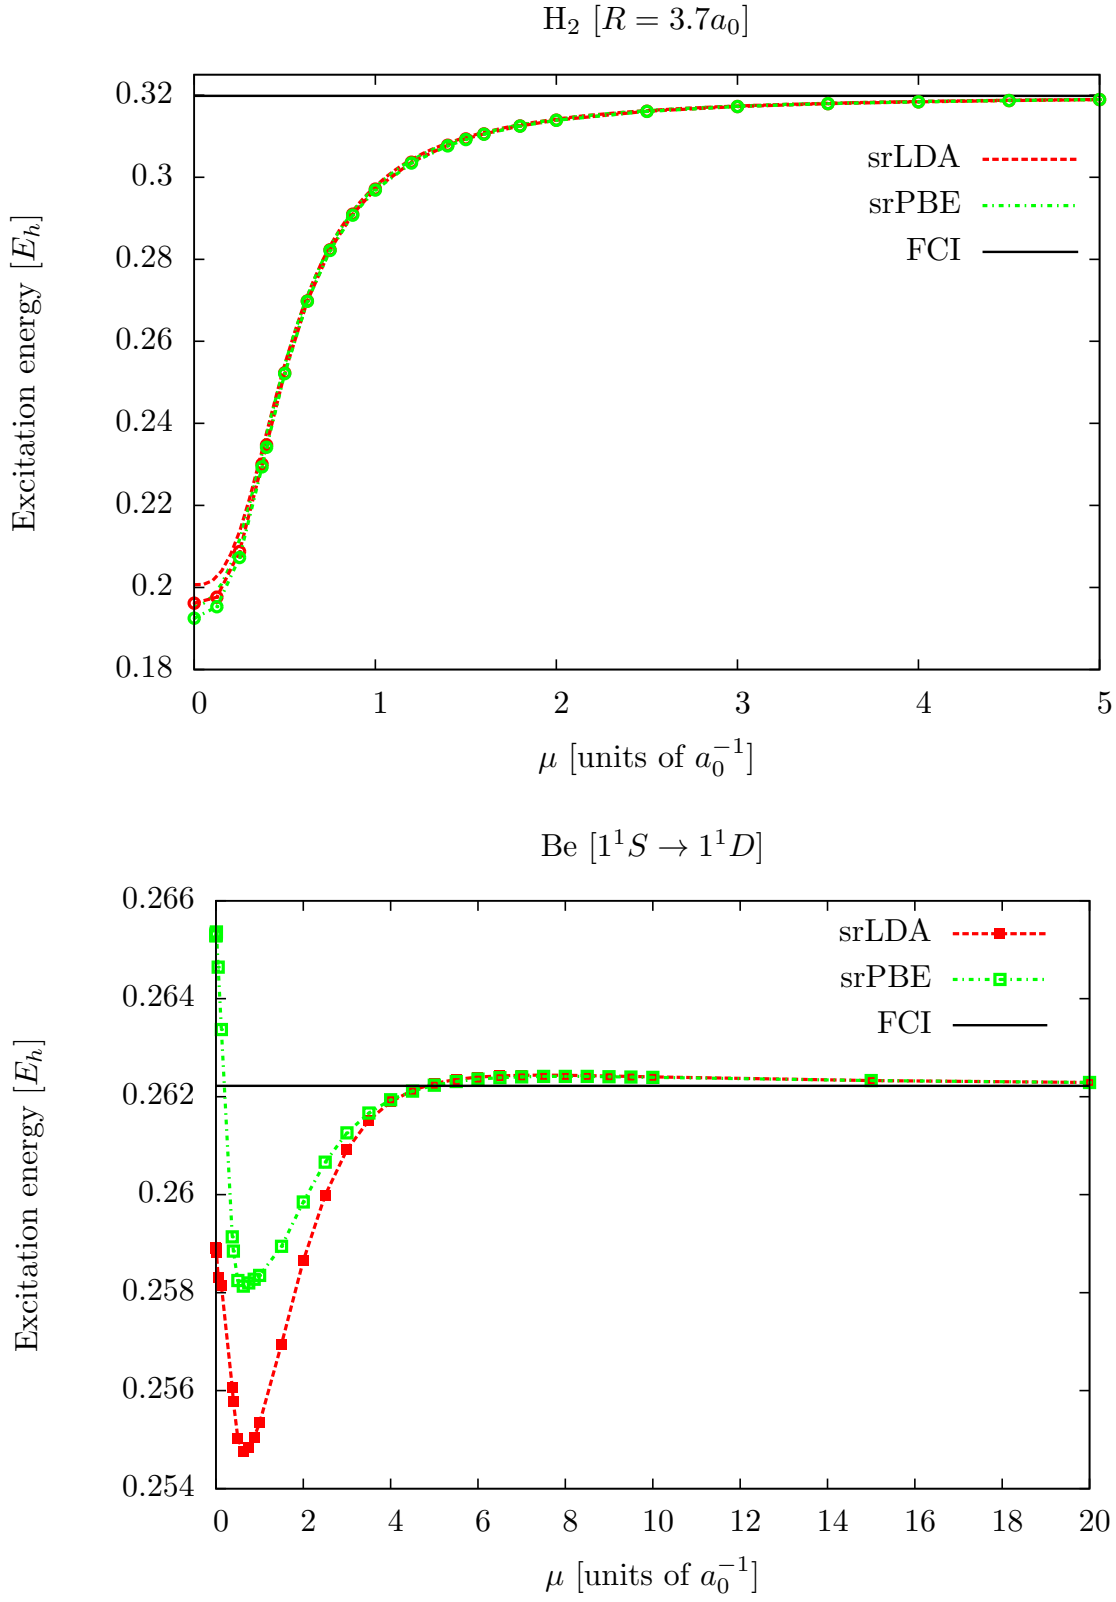 H₂ [R = 3.7a₀]
0.32
0.3
0.28
0.26
0.24
0.22
0.2
0.18
Excitation energy [Eₕ]
srLDA
srPBE
FCI
0 1 2 3 4 5
μ [units of a₀⁻¹]
Be [1¹S → 1¹D]
0.266
0.264
0.262
0.26
0.258
0.256
0.254
Excitation energy [Eₕ]
srLDA
srPBE
FCI
0 2 4 6 8 10 12 14 16 18 20
μ [units of a₀⁻¹]